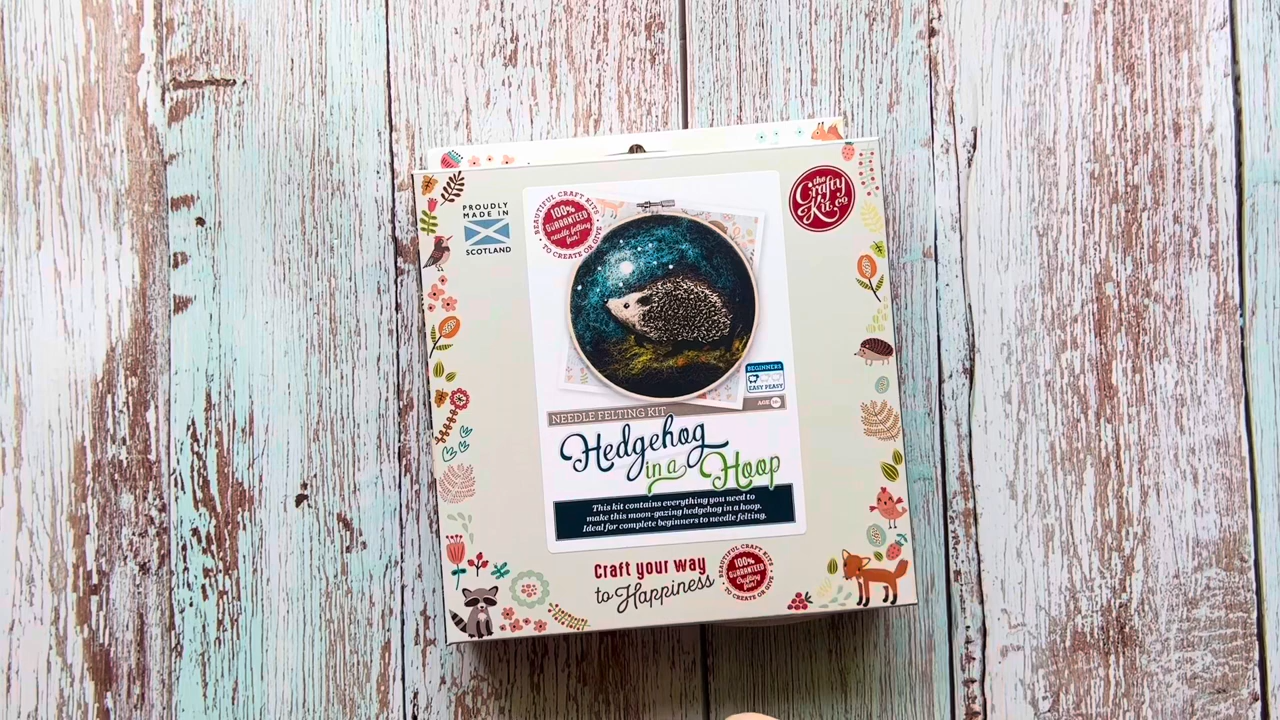 PROUDLY
MADE IN
SCOTLAND
BEAUTIFUL CRAFT KITS
100%
GUARANTEED
needle felting
fun!
TO CREATE OR GIVE
the
Crafty
Kit.co
BEGINNERS
EASY PEASY
NEEDLE FELTING KIT
AGE
Hedgehog
in a Hoop
This kit contains everything you need to
make this moon-gazing hedgehog in a hoop.
Ideal for complete beginners to needle felting.
Craft your way
to Happiness
BEAUTIFUL CRAFT KITS
100%
GUARANTEED
Crafting
fun!
TO CREATE OR GIVE